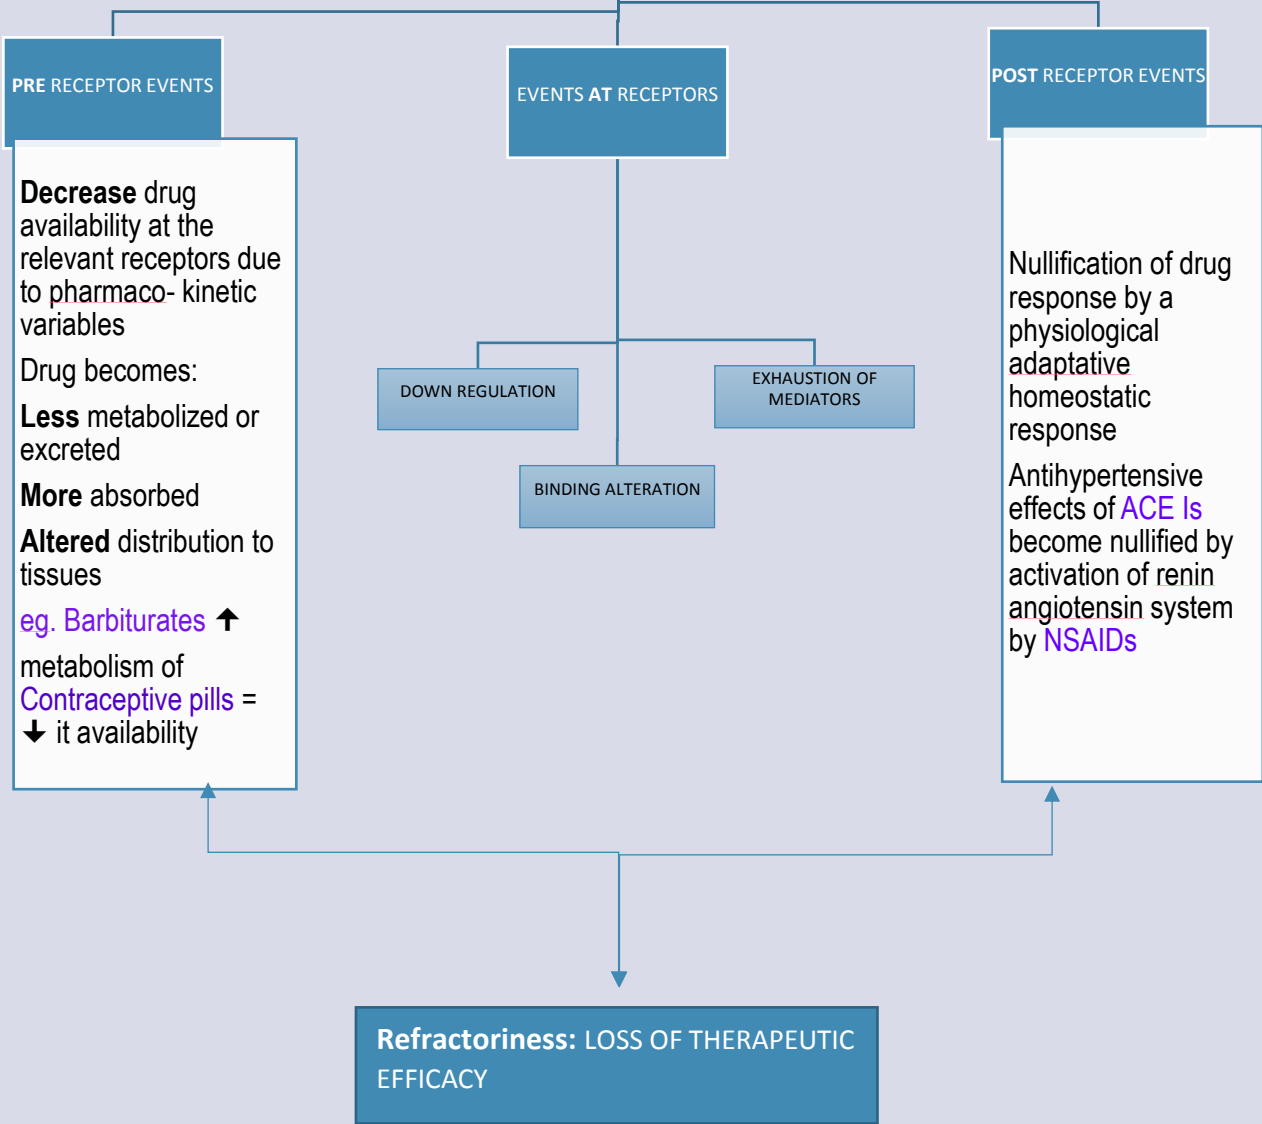 PRE RECEPTOR EVENTS
Decrease drug
availability at the
relevant receptors due
to pharmaco- kinetic
variables
Drug becomes:
Less metabolized or
excreted
More absorbed
Altered distribution to
tissues
eg. Barbiturates ↑
metabolism of
Contraceptive pills =
↓ it availability
EVENTS AT RECEPTORS
DOWN REGULATION
BINDING ALTERATION
EXHAUSTION OF
MEDIATORS
POST RECEPTOR EVENTS
Nullification of drug
response by a
physiological
adaptative
homeostatic
response
Antihypertensive
effects of ACE Is
become nullified by
activation of renin
angiotensin system
by NSAIDs
Refractoriness: LOSS OF THERAPEUTIC
EFFICACY